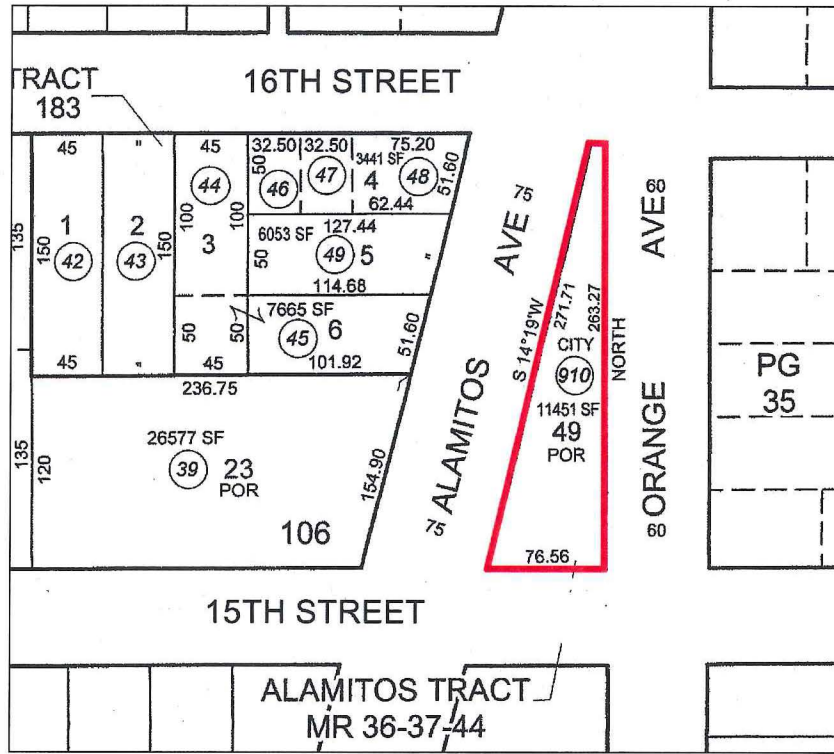 TRACT
183
16TH STREET
45
"
45
32.50
32.50
75.20
3441 SF
44
50
46
47
4
48
51.60
62.44
135
1
150
42
2
43
150
100
3
100
6053 SF
127.44
50
49
5
"
114.68
7665 SF
50
50
45
6
51.60
45
"
45
101.92
236.75
135
120
26577 SF
39
23
POR
154.90
106
75
AVE
ALAMITOS
75
S 14°19'W
271.71
263.27
CITY
910
11451 SF
49
POR
76.56
NORTH
60
AVE
ORANGE
60
PG
35
15TH STREET
ALAMITOS TRACT
MR 36-37-44